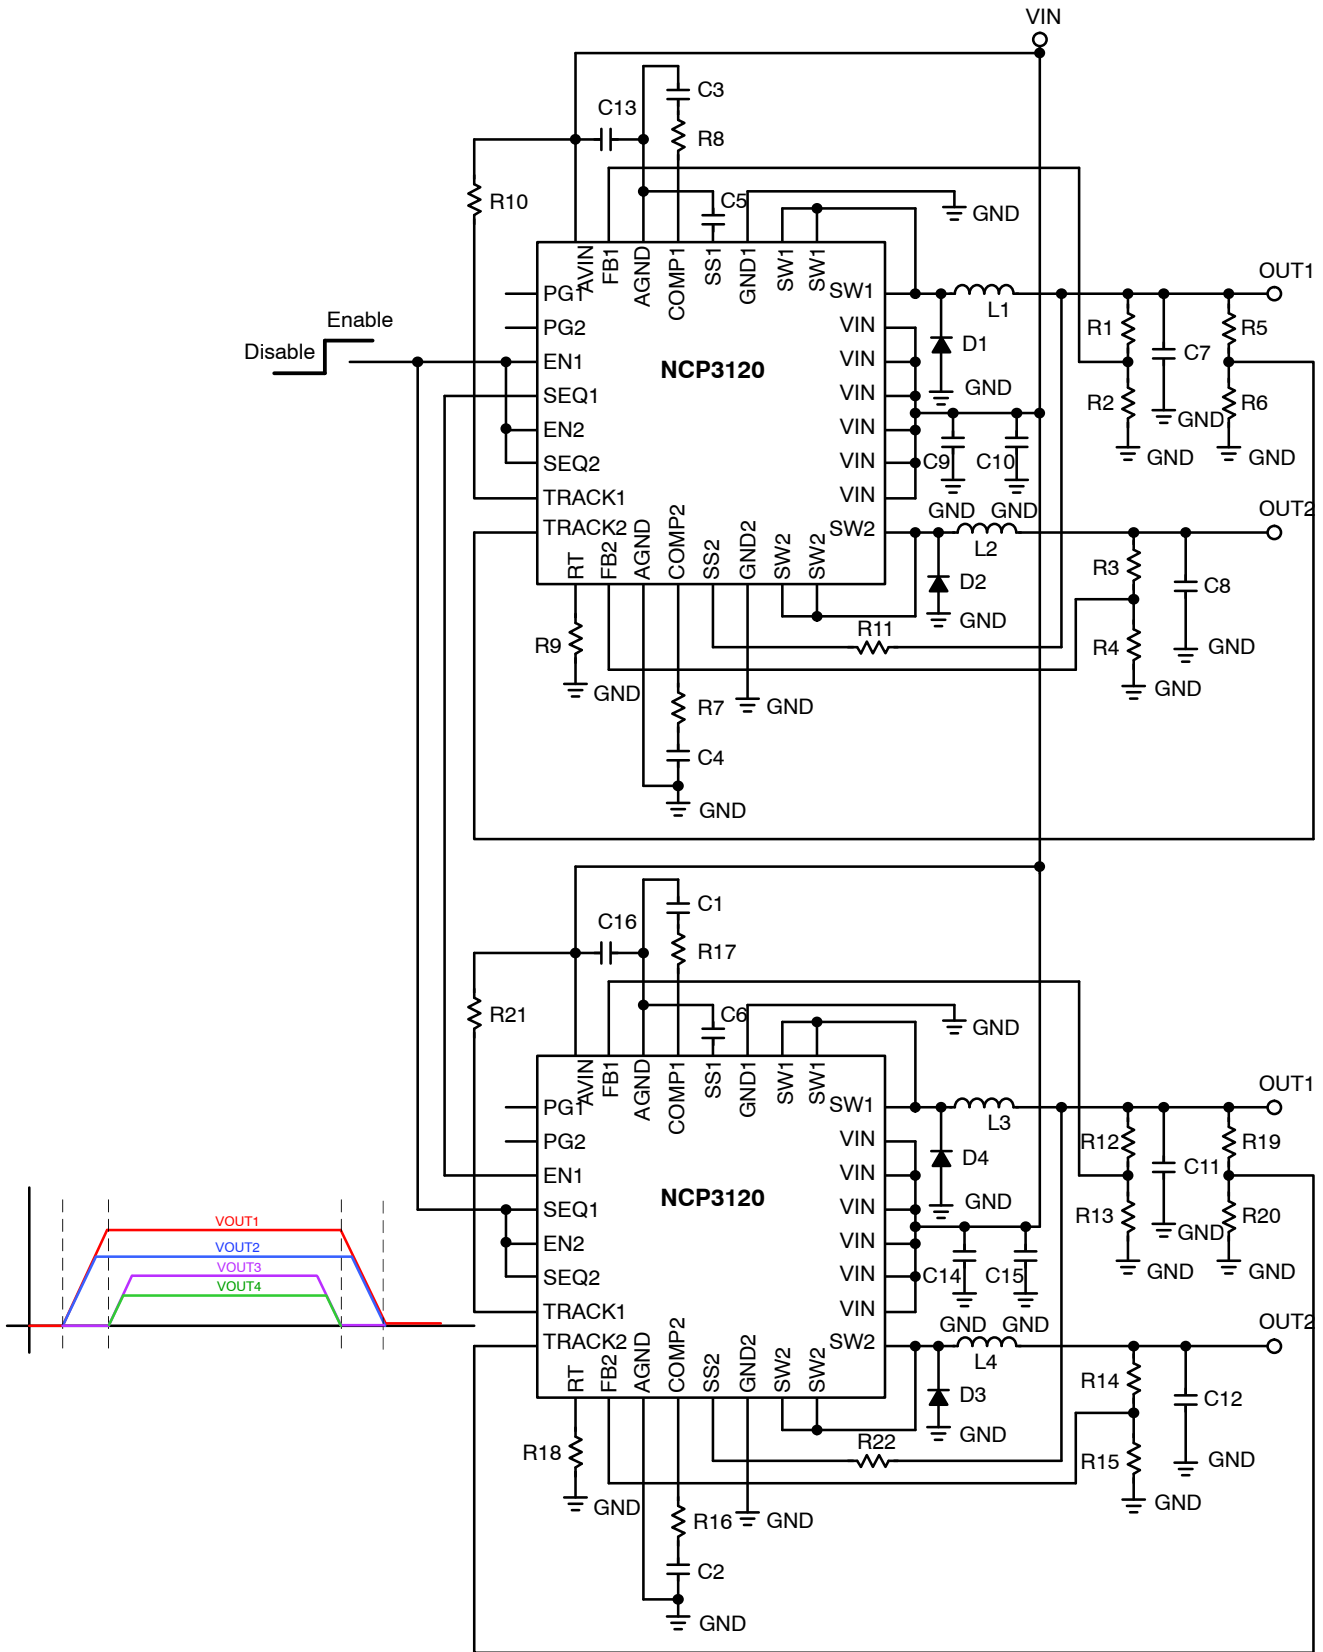 VIN
C3
C13
R8
R10
C5
GND
AVIN
FB1
AGND
COMP1
SS1
GND1
SW1
SW1
PG1
SW1
L1
OUT1
Enable
Disable
PG2
VIN
D1
R1
C7
R5
EN1
NCP3120
VIN
GND
SEQ1
VIN
R2
GND
R6
EN2
VIN
GND
GND
SEQ2
VIN
C9
C10
TRACK1
VIN
GND
GND
OUT2
TRACK2
SW2
L2
RT
FB2
AGND
COMP2
SS2
GND2
SW2
SW2
D2
R3
C8
GND
R9
R11
R4
GND
GND
GND
R7
GND
C4
GND
C1
C16
R17
R21
C6
GND
AVIN
FB1
AGND
COMP1
SS1
GND1
SW1
SW1
PG1
SW1
L3
OUT1
PG2
VIN
D4
R12
C11
R19
EN1
NCP3120
VIN
GND
SEQ1
VIN
R13
GND
R20
EN2
VIN
GND
GND
SEQ2
VIN
C14
C15
TRACK1
VIN
GND
GND
OUT2
TRACK2
SW2
L4
VOUT1
VOUT2
VOUT3
VOUT4
RT
FB2
AGND
COMP2
SS2
GND2
SW2
SW2
D3
R14
C12
GND
R18
R22
R15
GND
GND
GND
R16
GND
C2
GND